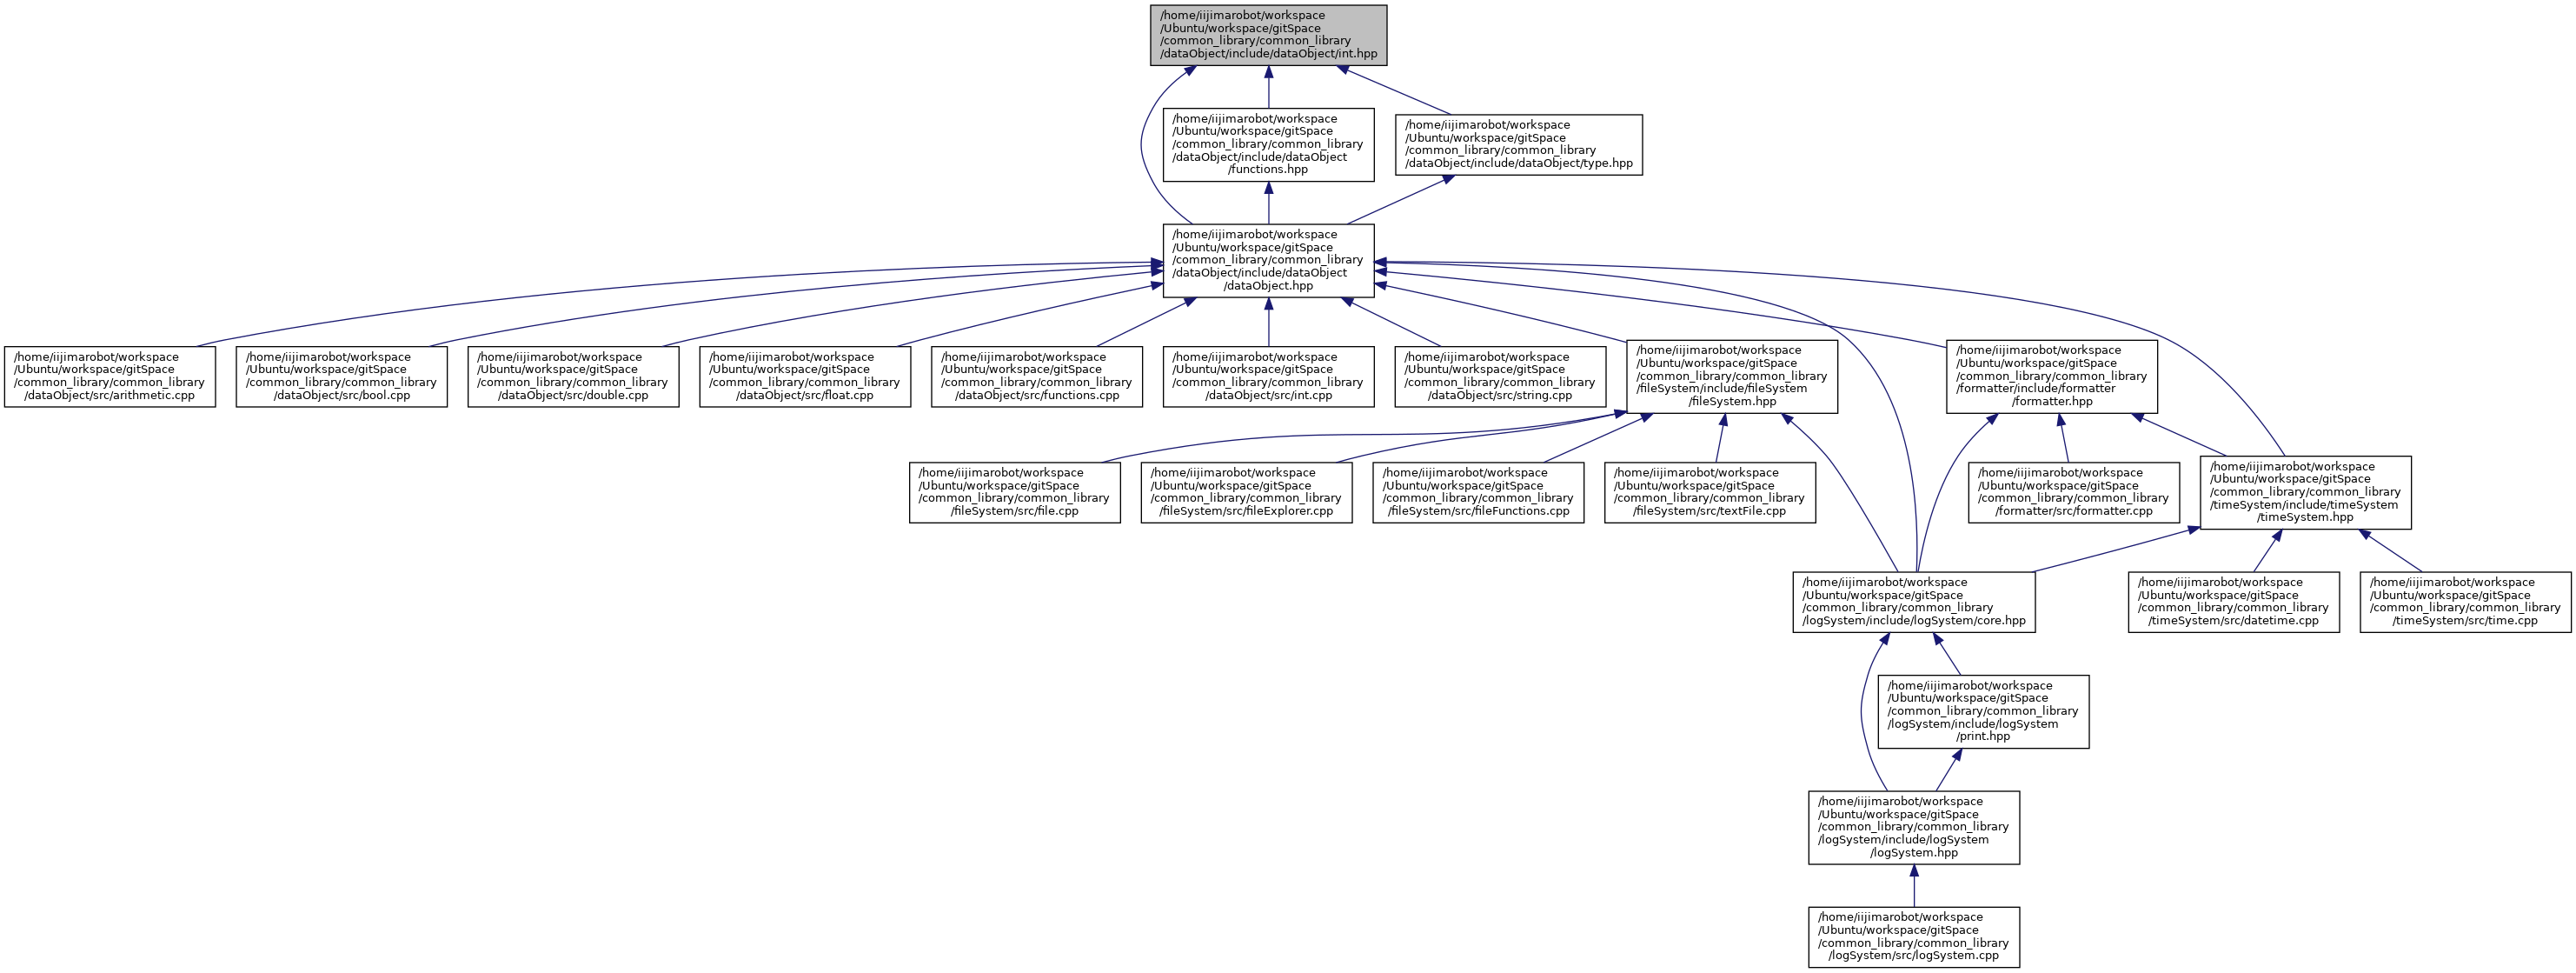 /home/iijimarobot/workspace
/Ubuntu/workspace/gitSpace
/common_library/common_library
/dataObject/include/dataObject/int.hpp
/home/iijimarobot/workspace
/Ubuntu/workspace/gitSpace
/common_library/common_library
/dataObject/include/dataObject
/functions.hpp
/home/iijimarobot/workspace
/Ubuntu/workspace/gitSpace
/common_library/common_library
/dataObject/include/dataObject/type.hpp
/home/iijimarobot/workspace
/Ubuntu/workspace/gitSpace
/common_library/common_library
/dataObject/include/dataObject
/dataObject.hpp
/home/iijimarobot/workspace
/Ubuntu/workspace/gitSpace
/common_library/common_library
/dataObject/src/arithmetic.cpp
/home/iijimarobot/workspace
/Ubuntu/workspace/gitSpace
/common_library/common_library
/dataObject/src/bool.cpp
/home/iijimarobot/workspace
/Ubuntu/workspace/gitSpace
/common_library/common_library
/dataObject/src/double.cpp
/home/iijimarobot/workspace
/Ubuntu/workspace/gitSpace
/common_library/common_library
/dataObject/src/float.cpp
/home/iijimarobot/workspace
/Ubuntu/workspace/gitSpace
/common_library/common_library
/dataObject/src/functions.cpp
/home/iijimarobot/workspace
/Ubuntu/workspace/gitSpace
/common_library/common_library
/dataObject/src/int.cpp
/home/iijimarobot/workspace
/Ubuntu/workspace/gitSpace
/common_library/common_library
/dataObject/src/string.cpp
/home/iijimarobot/workspace
/Ubuntu/workspace/gitSpace
/common_library/common_library
/fileSystem/include/fileSystem
/fileSystem.hpp
/home/iijimarobot/workspace
/Ubuntu/workspace/gitSpace
/common_library/common_library
/formatter/include/formatter
/formatter.hpp
/home/iijimarobot/workspace
/Ubuntu/workspace/gitSpace
/common_library/common_library
/fileSystem/src/file.cpp
/home/iijimarobot/workspace
/Ubuntu/workspace/gitSpace
/common_library/common_library
/fileSystem/src/fileExplorer.cpp
/home/iijimarobot/workspace
/Ubuntu/workspace/gitSpace
/common_library/common_library
/fileSystem/src/fileFunctions.cpp
/home/iijimarobot/workspace
/Ubuntu/workspace/gitSpace
/common_library/common_library
/fileSystem/src/textFile.cpp
/home/iijimarobot/workspace
/Ubuntu/workspace/gitSpace
/common_library/common_library
/formatter/src/formatter.cpp
/home/iijimarobot/workspace
/Ubuntu/workspace/gitSpace
/common_library/common_library
/timeSystem/include/timeSystem
/timeSystem.hpp
/home/iijimarobot/workspace
/Ubuntu/workspace/gitSpace
/common_library/common_library
/logSystem/include/logSystem/core.hpp
/home/iijimarobot/workspace
/Ubuntu/workspace/gitSpace
/common_library/common_library
/timeSystem/src/datetime.cpp
/home/iijimarobot/workspace
/Ubuntu/workspace/gitSpace
/common_library/common_library
/timeSystem/src/time.cpp
/home/iijimarobot/workspace
/Ubuntu/workspace/gitSpace
/common_library/common_library
/logSystem/include/logSystem
/print.hpp
/home/iijimarobot/workspace
/Ubuntu/workspace/gitSpace
/common_library/common_library
/logSystem/include/logSystem
/logSystem.hpp
/home/iijimarobot/workspace
/Ubuntu/workspace/gitSpace
/common_library/common_library
/logSystem/src/logSystem.cpp